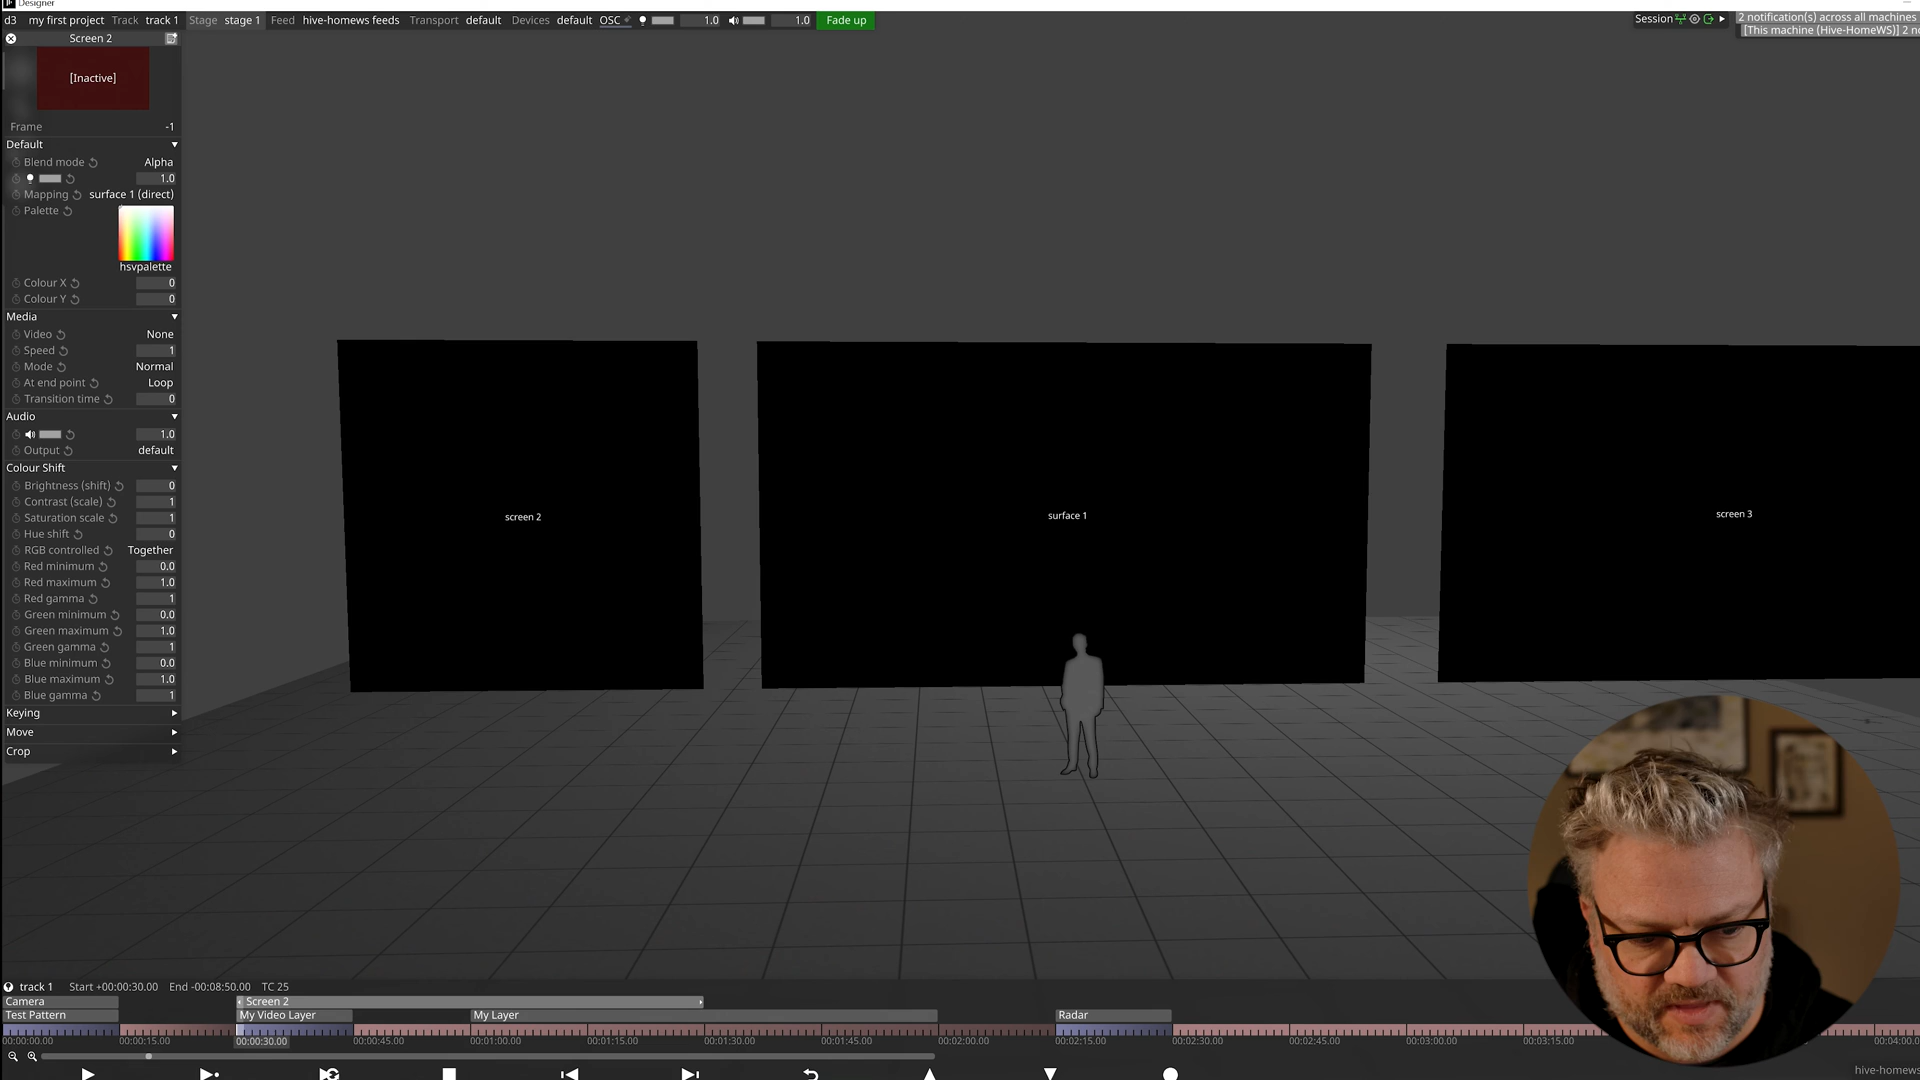 Designer
d3 my first project Track track 1 Stage stage 1 Feed hive-homews feeds Transport default Devices default OSC 1.0 1.0 Fade up
Session 2 notification(s) across all machines
[This machine (Hive-HomeWS)] 2
Screen 2
[Inactive]
Frame -1
Default
Blend mode Alpha
1.0
Mapping surface 1 (direct)
Palette
hsvpalette
Colour X 0
Colour Y 0
Media
Video None
Speed 1
Mode Normal
At end point Loop
Transition time 0
Audio
1.0
Output default
Colour Shift
Brightness (shift) 0
Contrast (scale) 1
Saturation scale 1
Hue shift 0
RGB controlled Together
Red minimum 0.0
Red maximum 1.0
Red gamma 1
Green minimum 0.0
Green maximum 1.0
Green gamma 1
Blue minimum 0.0
Blue maximum 1.0
Blue gamma 1
Keying
Move
Crop
screen 2
surface 1
screen 3
track 1 Start +00:00:30.00 End -00:08:50.00 TC 25
Camera Screen 2
Test Pattern My Video Layer My Layer Radar
00:00:00.00 00:00:15.00 00:00:30.00 00:00:45.00 00:01:00.00 00:01:15.00 00:01:30.00 00:01:45.00 00:02:00.00 00:02:15.00 00:02:30.00 00:02:45.00 00:03:00.00 00:03:15.00 00:04:00.0
hive-homews